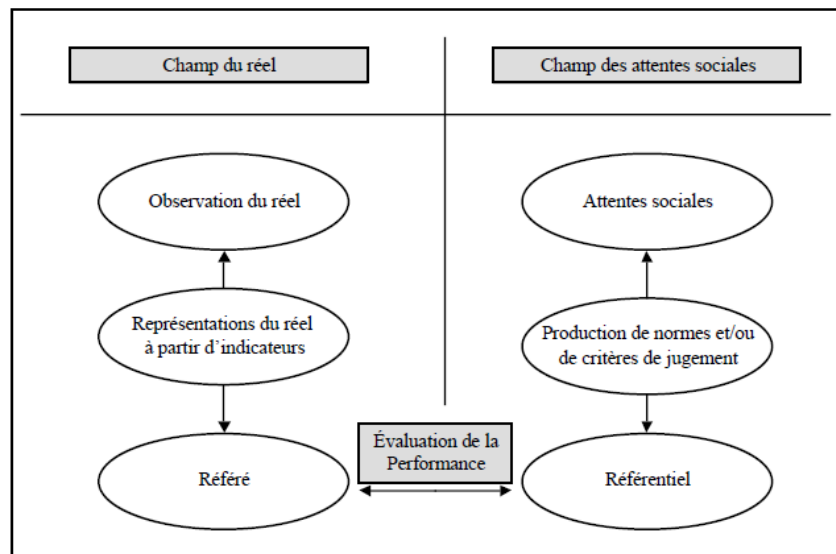 Champ du réel
Champ des attentes sociales
Observation du réel
Attentes sociales
Représentations du réel
à partir d’indicateurs
Production de normes et/ou
de critères de jugement
Évaluation de la
Performance
Référé
Référentiel